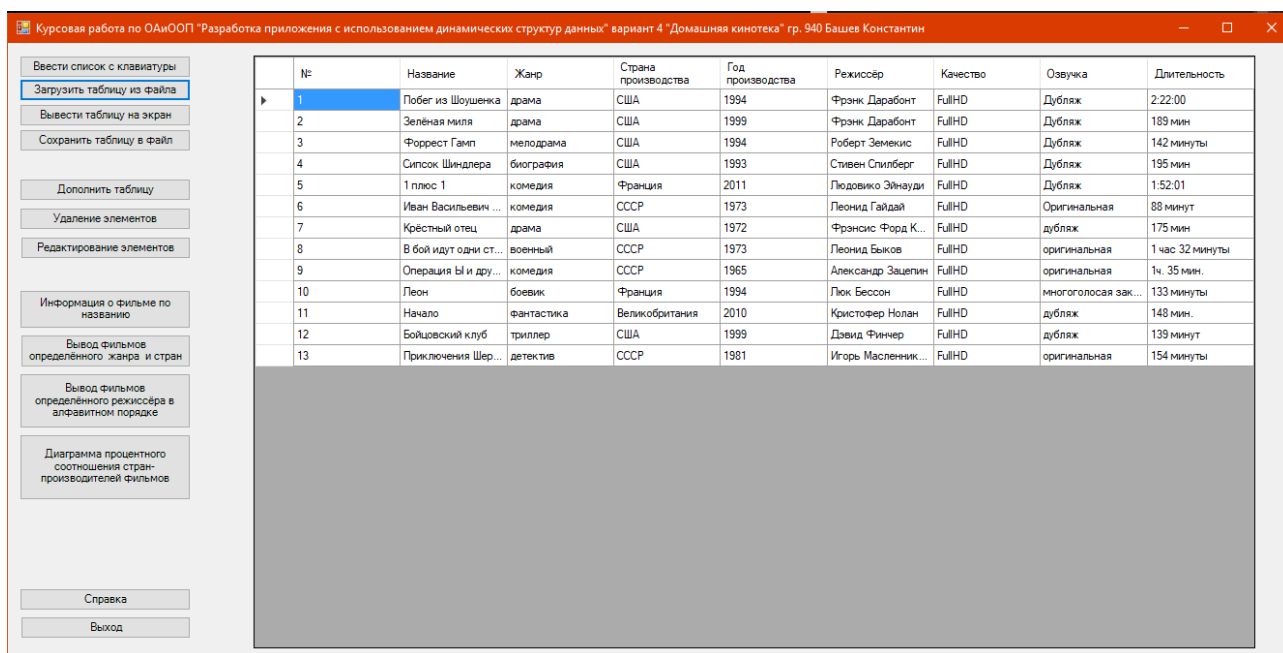 Курсовая работа по ОАиООП "Разработка приложения с использованием динамических структур данных" вариант 4 "Домашняя кинотека" гр. 940 Башев Константин
Ввести список с клавиатуры
Загрузить таблицу из файла
Вывести таблицу на экран
Сохранить таблицу в файл
Дополнить таблицу
Удаление элементов
Редактирование элементов
Информация о фильме по
названию
Вывод фильмов
определённого жанра и стран
Вывод фильмов
определённого режиссёра в
алфавитном порядке
Диаграмма процентного
соотношения стран-
производителей фильмов
Справка
Выход
№ Название Жанр Страна производства Год производства Режиссёр Качество Озвучка Длительность
1 Побег из Шоушенка драма США 1994 Фрэнк Дарабонт FullHD Дубляж 2:22:00
2 Зелёная миля драма США 1999 Фрэнк Дарабонт FullHD Дубляж 189 мин
3 Форрест Гамп мелодрама США 1994 Роберт Земекис FullHD Дубляж 142 минуты
4 Сипсок Шиндлера биография США 1993 Стивен Спилберг FullHD Дубляж 195 мин
5 1 плюс 1 комедия Франция 2011 Людовико Эйнауди FullHD Дубляж 1:52:01
6 Иван Васильевич ... комедия СССР 1973 Леонид Гайдай FullHD Оригинальная 88 минут
7 Крёстный отец драма США 1972 Фрэнсис Форд К... FullHD дубляж 175 мин
8 В бой идут одни ст... военный СССР 1973 Леонид Быков FullHD оригинальная 1 час 32 минуты
9 Операция Ы и дру... комедия СССР 1965 Александр Зацепин FullHD оригинальная 1ч. 35 мин.
10 Леон боевик Франция 1994 Люк Бессон FullHD многоголосая зак... 133 минуты
11 Начало фантастика Великобритания 2010 Кристофер Нолан FullHD дубляж 148 мин.
12 Бойцовский клуб триллер США 1999 Дэвид Финчер FullHD дубляж 139 минут
13 Приключения Шер... детектив СССР 1981 Игорь Масленник... FullHD оригинальная 154 минуты